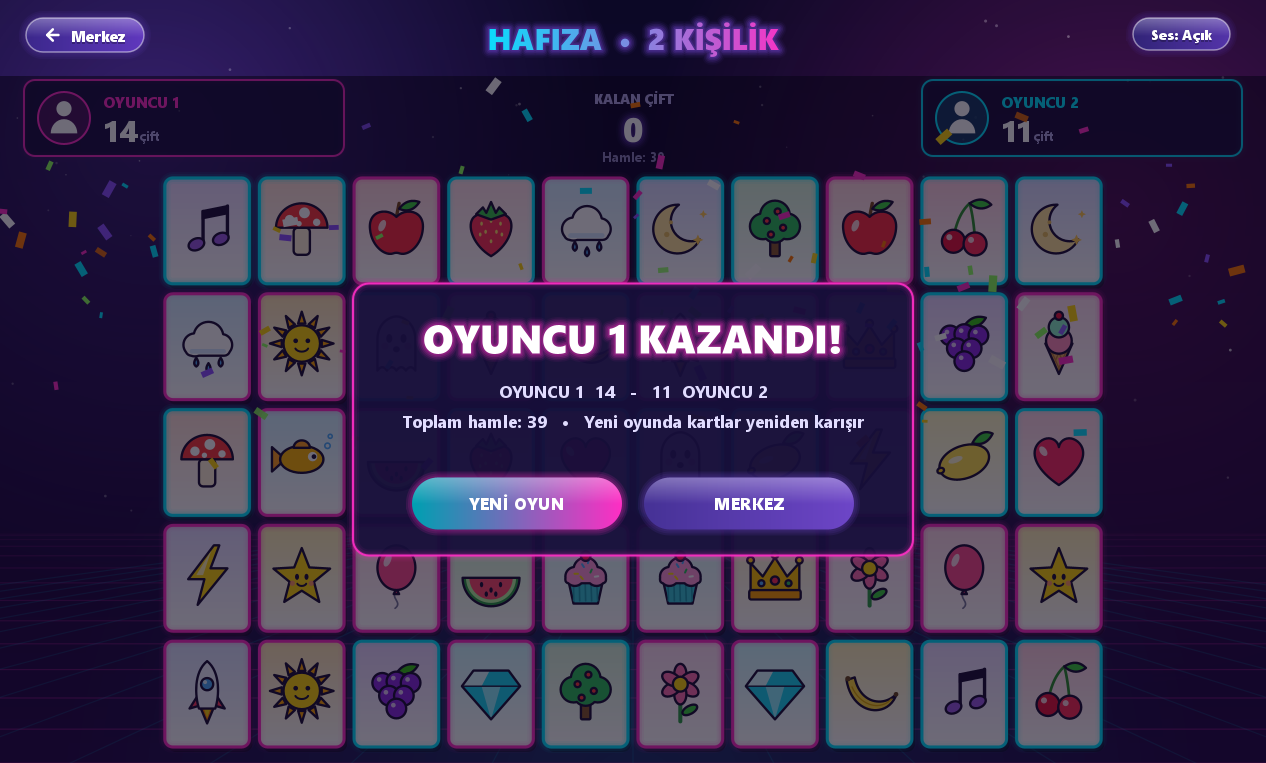 Merkez
HAFIZA • 2 KİŞİLİK
Ses: Açık
OYUNCU 1
14 çift
KALAN ÇİFT
0
Hamle: 39
OYUNCU 2
11 çift
OYUNCU 1 KAZANDI!
OYUNCU 1 14 - 11 OYUNCU 2
Toplam hamle: 39 • Yeni oyunda kartlar yeniden karışır
YENİ OYUN
MERKEZ